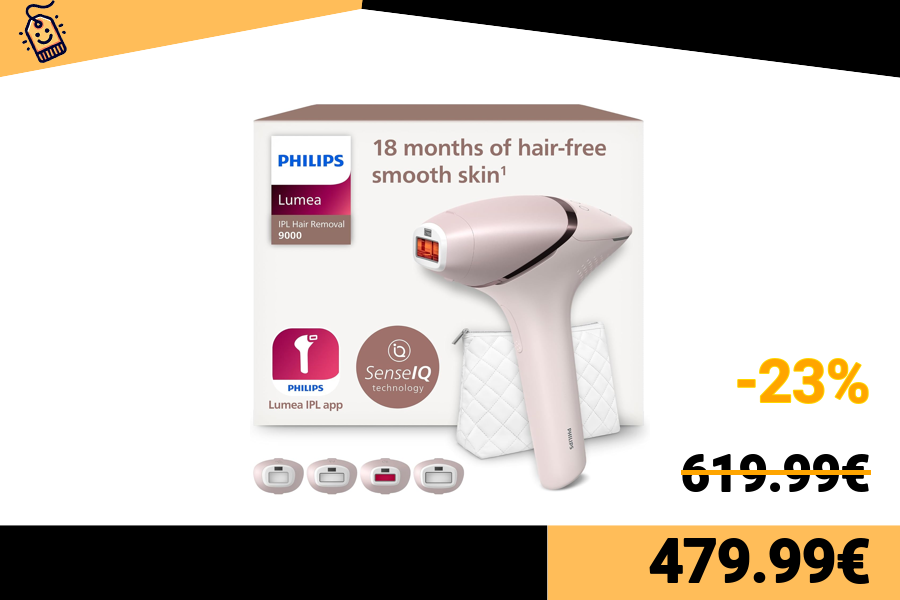 PHILIPS
Lumea
IPL Hair Removal
9000
18 months of hair-free
smooth skin¹
PHILIPS
Lumea IPL app
SenseIQ
technology
PHILIPS
-23%
619.99€
479.99€